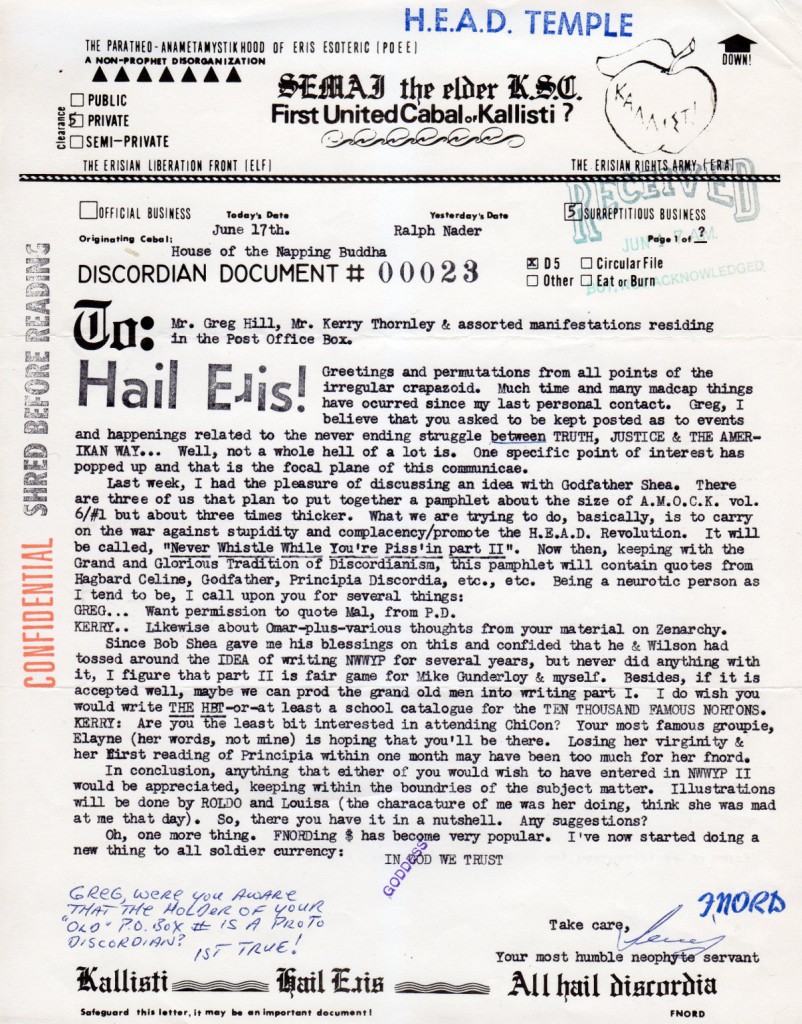 H.E.A.D. TEMPLE
THE PARATHEO-ANAMETAMYSTIKHOOD OF ERIS ESOTERIC (POEE)
A NON-PROPHET DISORGANIZATION
clearance
PUBLIC
5 PRIVATE
SEMI-PRIVATE
SEMAJ the elder K.S.C.
First United Cabal of Kallisti ?
ΚΑΛΛΙΣΤΙ
DOWN!
THE ERISIAN LIBERATION FRONT (ELF)
THE ERISIAN RIGHTS ARMY (ERA)
RECEIVED
JUN
A.M.
ACKNOWLEDGED
OFFICIAL BUSINESS
Today's Date
Yesterday's Date
5 SURREPTITIOUS BUSINESS
June 17th.
Ralph Nader
Page 1 of ?
Originating Cabal:
House of the Napping Buddha
DISCORDIAN DOCUMENT # 00023
X D5
Circular File
Other
Eat or Burn
CONFIDENTIAL SHRED BEFORE READING
To: Mr. Greg Hill, Mr. Kerry Thornley & assorted manifestations residing
in the Post Office Box.
Hail Eris!
Greetings and permutations from all points of the
irregular crapazoid. Much time and many madcap things
have ocurred since my last personal contact. Greg, I
believe that you asked to be kept posted as to events
and happenings related to the never ending struggle between TRUTH, JUSTICE & THE AMER-
IKAN WAY... Well, not a whole hell of a lot is. One specific point of interest has
popped up and that is the focal plane of this communicae.
Last week, I had the pleasure of discussing an idea with Godfather Shea. There
are three of us that plan to put together a pamphlet about the size of A.M.O.C.K. vol.
6/#1 but about three times thicker. What we are trying to do, basically, is to carry
on the war against stupidity and complacency/promote the H.E.A.D. Revolution. It will
be called, "Never Whistle While You're Piss'in part II". Now then, keeping with the
Grand and Glorious Tradition of Discordianism, this pamphlet will contain quotes from
Hagbard Celine, Godfather, Principia Discordia, etc., etc. Being a neurotic person as
I tend to be, I call upon you for several things:
GREG... Want permission to quote Mal, from P.D.
KERRY.. Likewise about Omar-plus-various thoughts from your material on Zenarchy.
Since Bob Shea gave me his blessings on this and confided that he & Wilson had
tossed around the IDEA of writing NWWYP for several years, but never did anything with
it, I figure that part II is fair game for Mike Gunderloy & myself. Besides, if it is
accepted well, maybe we can prod the grand old men into writing part I. I do wish you
would write THE HBT-or-at least a school catalogue for the TEN THOUSAND FAMOUS NORTONS.
KERRY: Are you the least bit interested in attending ChiCon? Your most famous groupie,
Elayne (her words, not mine) is hoping that you'll be there. Losing her virginity &
her first reading of Principia within one month may have been too much for her fnord.
In conclusion, anything that either of you would wish to have entered in NWWYP II
would be appreciated, keeping within the boundries of the subject matter. Illustrations
will be done by ROLDO and Louisa (the characature of me was her doing, think she was mad
at me that day). So, there you have it in a nutshell. Any suggestions?
Oh, one more thing. FNORDing $ has become very popular. I've now started doing a
new thing to all soldier currency:
IN GOD WE TRUST
GODDESS
GREG, WERE YOU AWARE
THAT THE HOLDER OF YOUR
"OLD" P.O. BOX # IS A PROTO
DISCORDIAN?
IST TRUE!
FNORD
Take care,
Your most humble neophyte servant
Kallisti Hail Eris All hail discordia
Safeguard this letter, it may be an important document!
FNORD